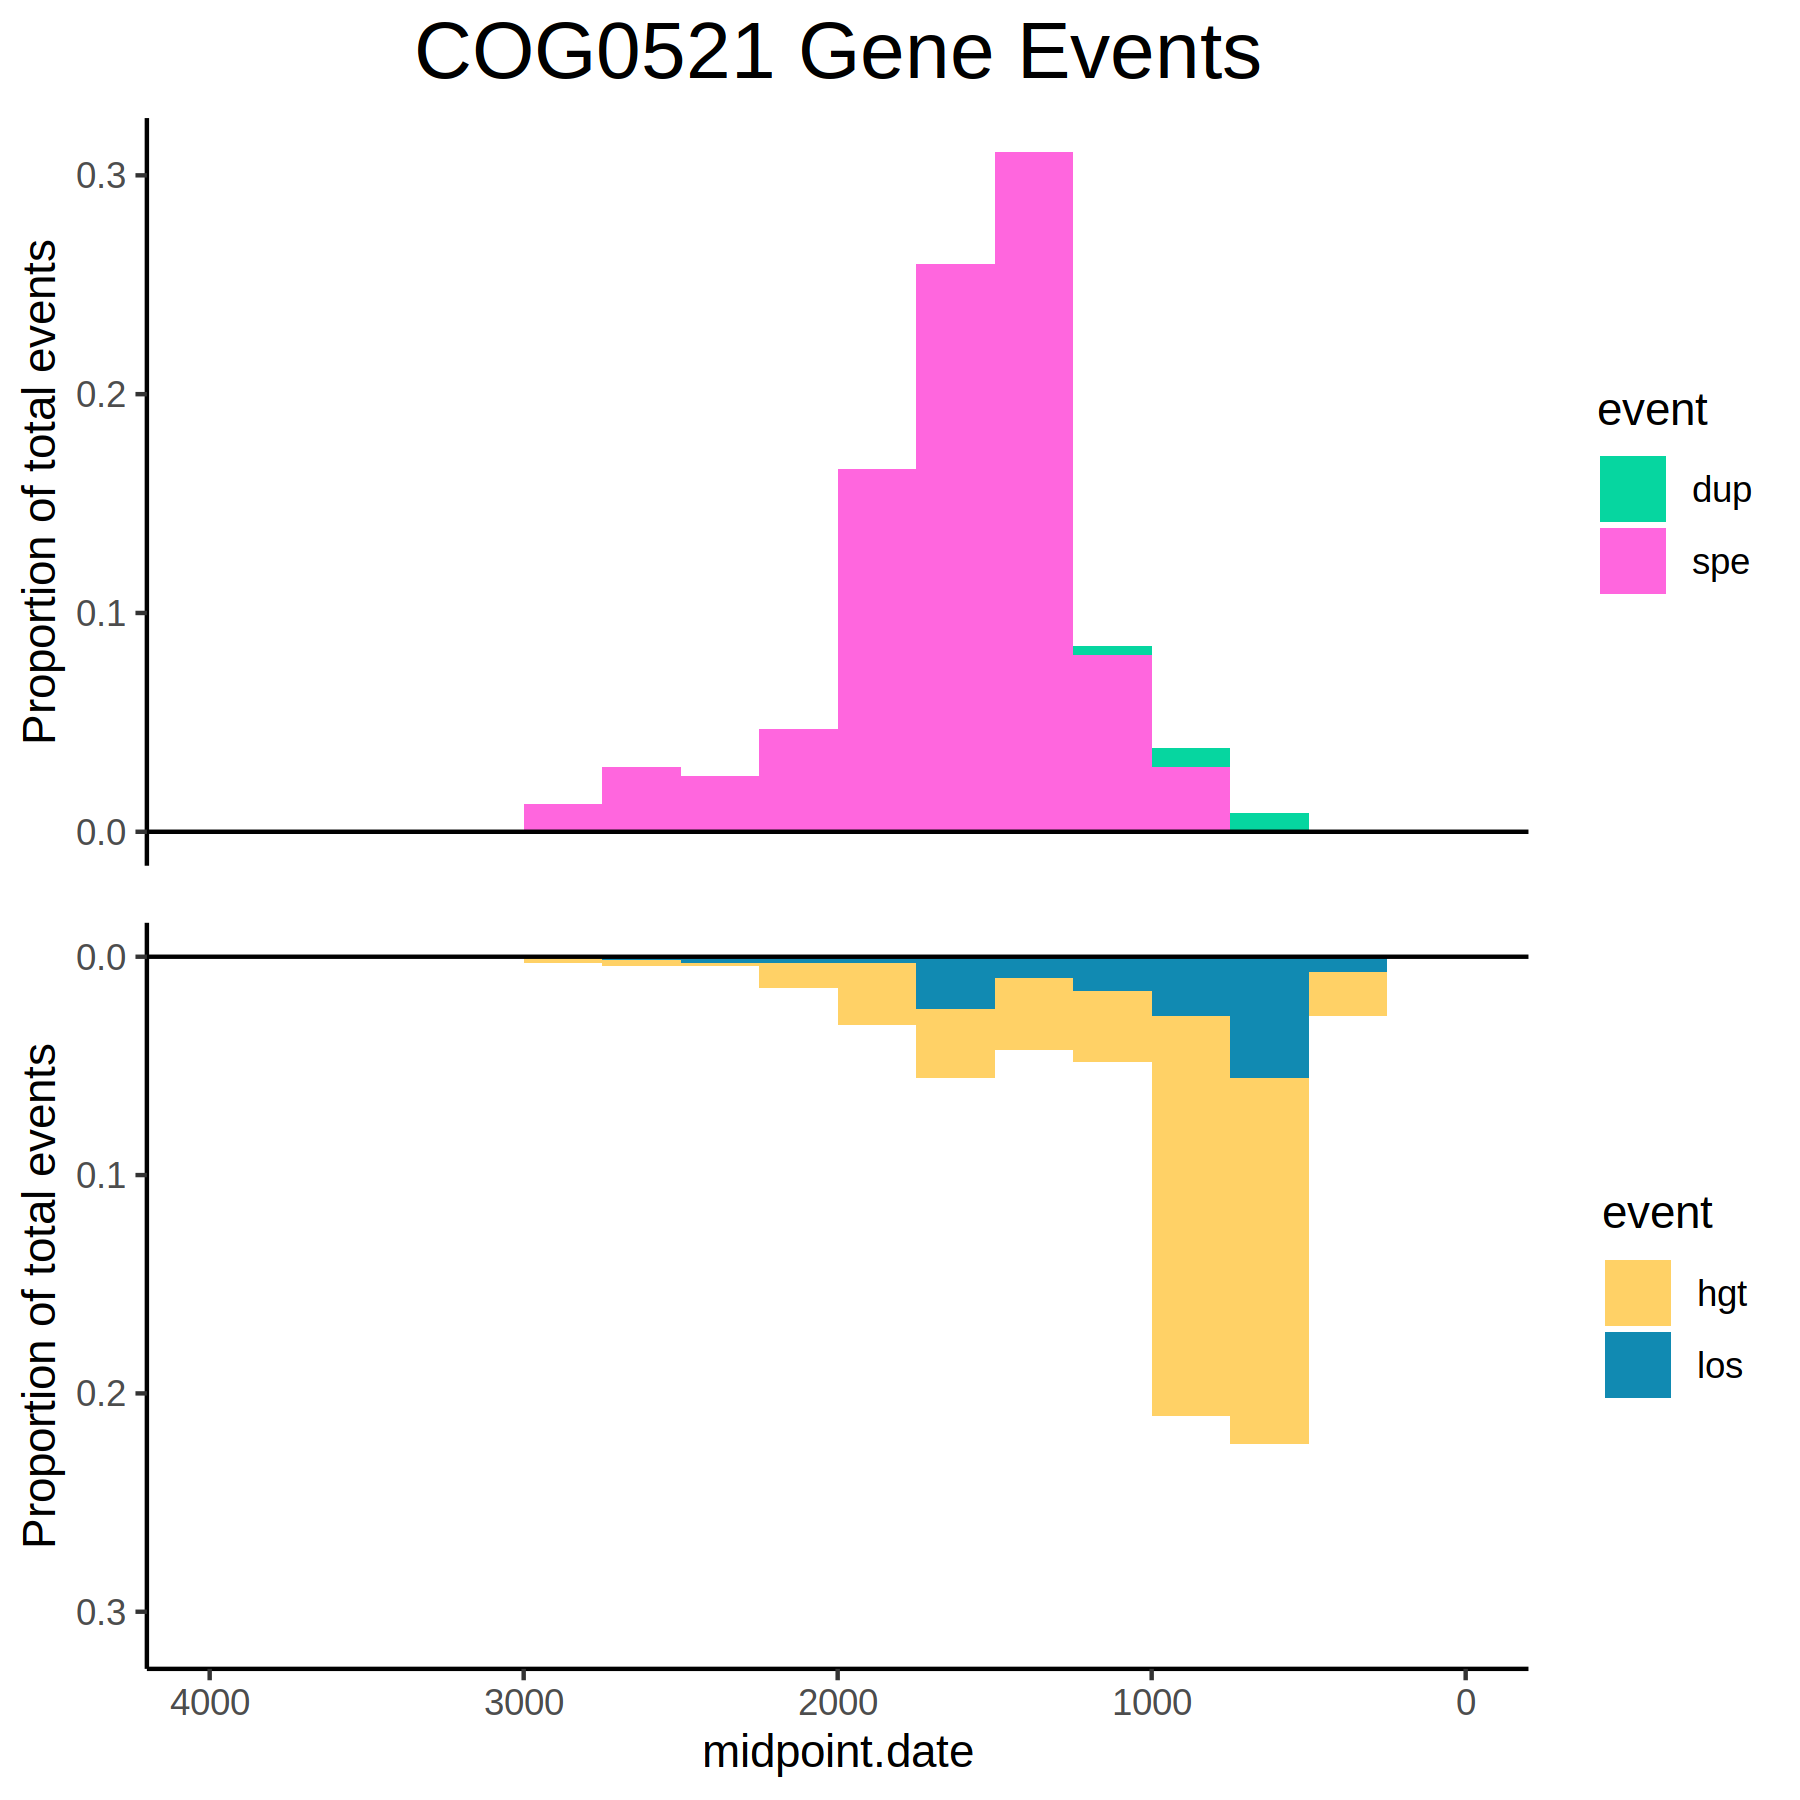 COG0521 Gene Events
Proportion of total events
0.3
0.2
0.1
0.0
event
dup
spe
Proportion of total events
0.0
0.1
0.2
0.3
event
hgt
los
4000 3000 2000 1000 0
midpoint.date